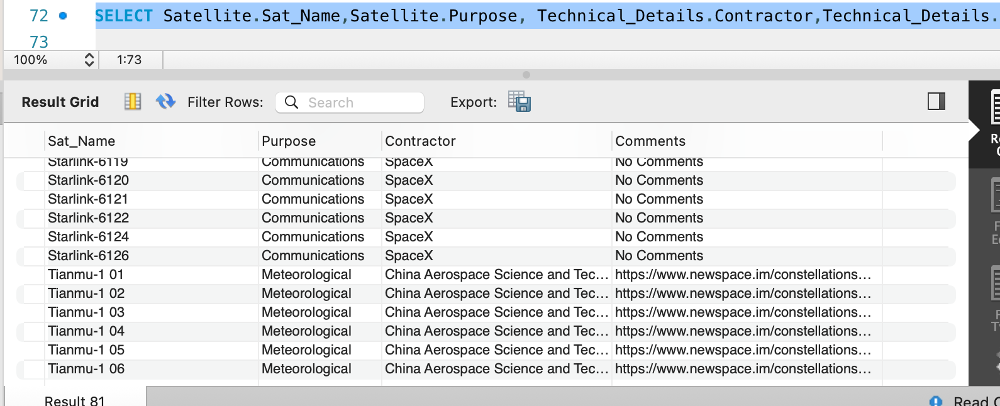 72 SELECT Satellite.Sat_Name,Satellite.Purpose, Technical_Details.Contractor,Technical_Details.
73
100% 1:73
Result Grid Filter Rows: Search Export:
Sat_Name Purpose Contractor Comments
Starlink-6119 Communications SpaceX No Comments
Starlink-6120 Communications SpaceX No Comments
Starlink-6121 Communications SpaceX No Comments
Starlink-6122 Communications SpaceX No Comments
Starlink-6124 Communications SpaceX No Comments
Starlink-6126 Communications SpaceX No Comments
Tianmu-1 01 Meteorological China Aerospace Science and Tec... https://www.newspace.im/constellations...
Tianmu-1 02 Meteorological China Aerospace Science and Tec... https://www.newspace.im/constellations...
Tianmu-1 03 Meteorological China Aerospace Science and Tec... https://www.newspace.im/constellations...
Tianmu-1 04 Meteorological China Aerospace Science and Tec... https://www.newspace.im/constellations...
Tianmu-1 05 Meteorological China Aerospace Science and Tec... https://www.newspace.im/constellations...
Tianmu-1 06 Meteorological China Aerospace Science and Tec... https://www.newspace.im/constellations...
Result 81 Read